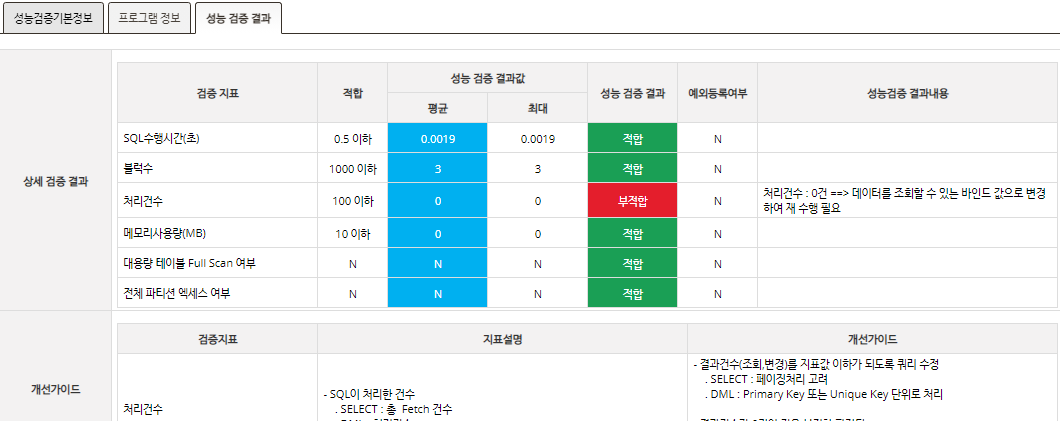 성능검증기본정보 프로그램 정보 성능 검증 결과
검증 지표 적합 성능 검증 결과값 성능 검증 결과 예외등록여부 성능검증 결과내용
평균 최대
상세 검증 결과
SQL수행시간(초) 0.5 이하 0.0019 0.0019 적합 N
블럭수 1000 이하 3 3 적합 N
처리건수 100 이하 0 0 부적합 N 처리건수 : 0건 ==> 데이터를 조회할 수 있는 바인드 값으로 변경
하여 재 수행 필요
메모리사용량(MB) 10 이하 0 0 적합 N
대용량 테이블 Full Scan 여부 N N N 적합 N
전체 파티션 엑세스 여부 N N N 적합 N
개선가이드
검증지표 지표설명 개선가이드
처리건수
- SQL이 처리한 건수
. SELECT : 총 Fetch 건수
- 결과건수(조회,변경)를 지표값 이하가 되도록 쿼리 수정
. SELECT : 페이징처리 고려
. DML : Primary Key 또는 Unique Key 단위로 처리